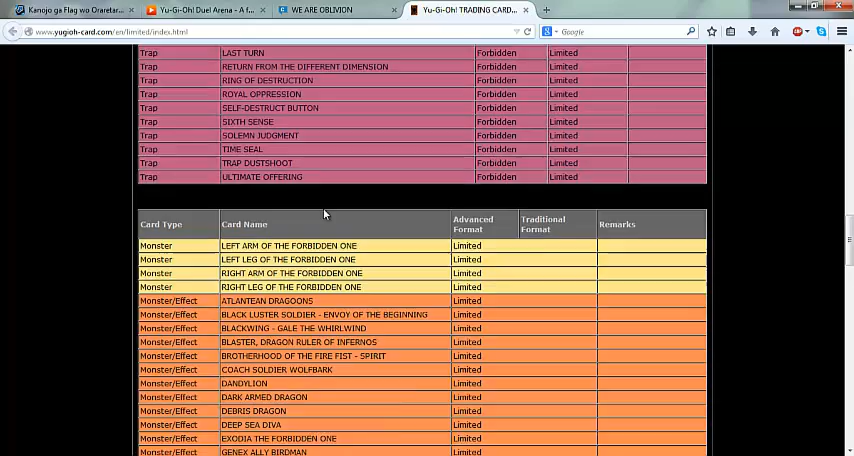 Kanojo ga Flag wo Oraretar... × Yu-Gi-Oh! Duel Arena - A f... × WE ARE OBLIVION × Yu-Gi-Oh! TRADING CARD... × +
www.yugioh-card.com/en/limited/index.html Google
Trap LAST TURN Forbidden Limited
Trap RETURN FROM THE DIFFERENT DIMENSION Forbidden Limited
Trap RING OF DESTRUCTION Forbidden Limited
Trap ROYAL OPPRESSION Forbidden Limited
Trap SELF-DESTRUCT BUTTON Forbidden Limited
Trap SIXTH SENSE Forbidden Limited
Trap SOLEMN JUDGMENT Forbidden Limited
Trap TIME SEAL Forbidden Limited
Trap TRAP DUSTSHOOT Forbidden Limited
Trap ULTIMATE OFFERING Forbidden Limited
Card Type Card Name Advanced Format Traditional Format Remarks
Monster LEFT ARM OF THE FORBIDDEN ONE Limited
Monster LEFT LEG OF THE FORBIDDEN ONE Limited
Monster RIGHT ARM OF THE FORBIDDEN ONE Limited
Monster RIGHT LEG OF THE FORBIDDEN ONE Limited
Monster/Effect ATLANTEAN DRAGOONS Limited
Monster/Effect BLACK LUSTER SOLDIER - ENVOY OF THE BEGINNING Limited
Monster/Effect BLACKWING - GALE THE WHIRLWIND Limited
Monster/Effect BLASTER, DRAGON RULER OF INFERNOS Limited
Monster/Effect BROTHERHOOD OF THE FIRE FIST - SPIRIT Limited
Monster/Effect COACH SOLDIER WOLFBARK Limited
Monster/Effect DANDYLION Limited
Monster/Effect DARK ARMED DRAGON Limited
Monster/Effect DEBRIS DRAGON Limited
Monster/Effect DEEP SEA DIVA Limited
Monster/Effect EXODIA THE FORBIDDEN ONE Limited
Monster/Effect GENEX ALLY BIRDMAN Limited